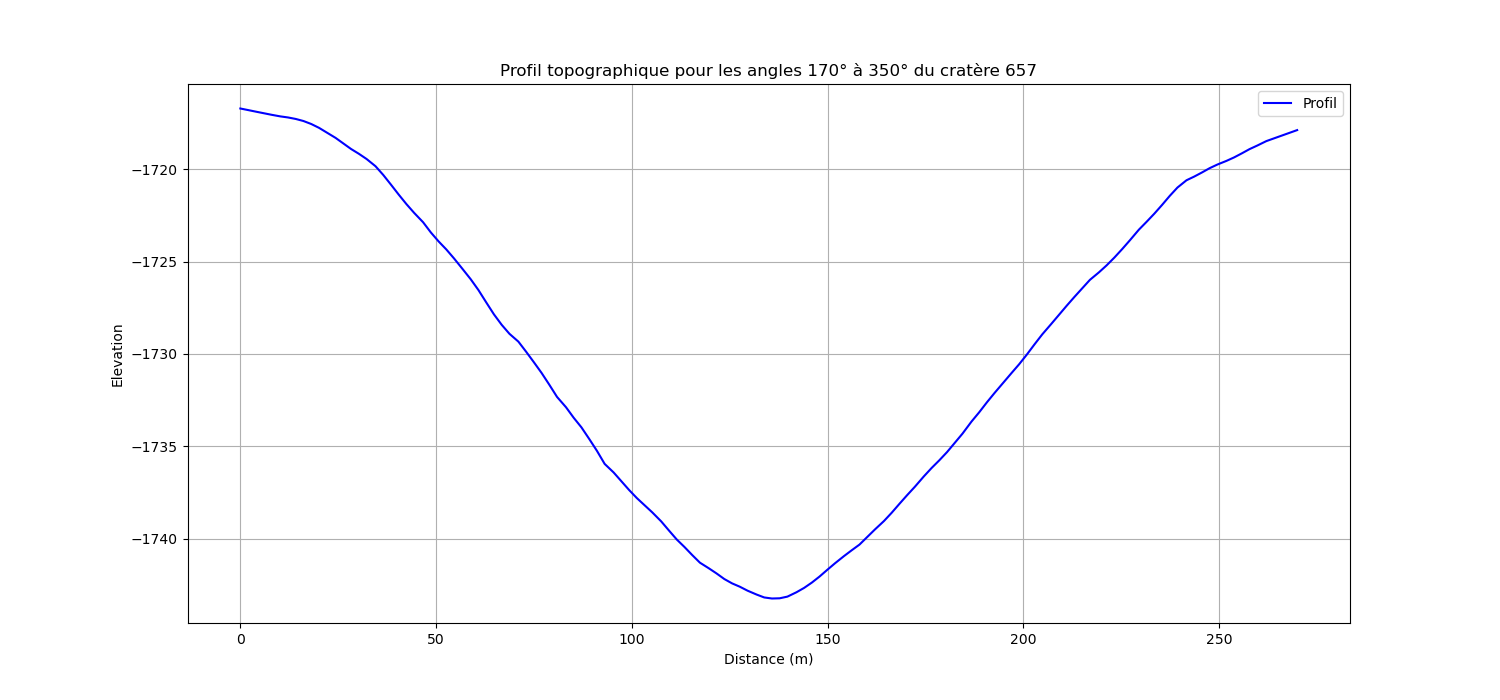 Profil topographique pour les angles 170° à 350° du cratère 657
Profil
Elevation
−1720
−1725
−1730
−1735
−1740
0 50 100 150 200 250
Distance (m)